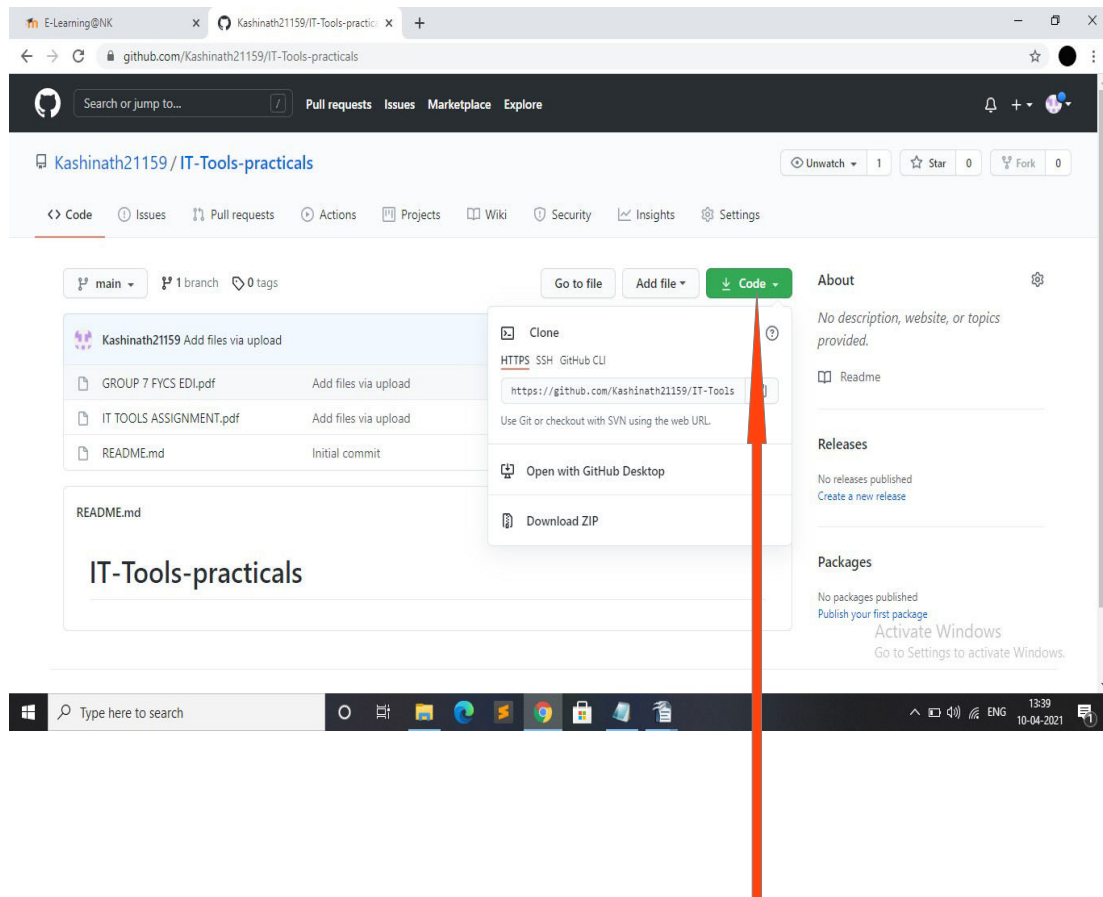 E-Learning@NK
Kashinath21159/IT-Tools-practic
github.com/Kashinath21159/IT-Tools-practicals
Search or jump to...
/
Pull requests Issues Marketplace Explore
Kashinath21159 / IT-Tools-practicals
Unwatch 1 Star 0 Fork 0
<> Code Issues Pull requests Actions Projects Wiki Security Insights Settings
main 1 branch 0 tags
Go to file Add file Code
Kashinath21159 Add files via upload
GROUP 7 FYCS EDI.pdf Add files via upload
IT TOOLS ASSIGNMENT.pdf Add files via upload
README.md Initial commit
Clone
HTTPS SSH GitHub CLI
https://github.com/Kashinath21159/IT-Tools
Use Git or checkout with SVN using the web URL.
Open with GitHub Desktop
Download ZIP
README.md
IT-Tools-practicals
About
No description, website, or topics
provided.
Readme
Releases
No releases published
Create a new release
Packages
No packages published
Publish your first package
Activate Windows
Go to Settings to activate Windows.
Type here to search
ENG
13:39
10-04-2021
1